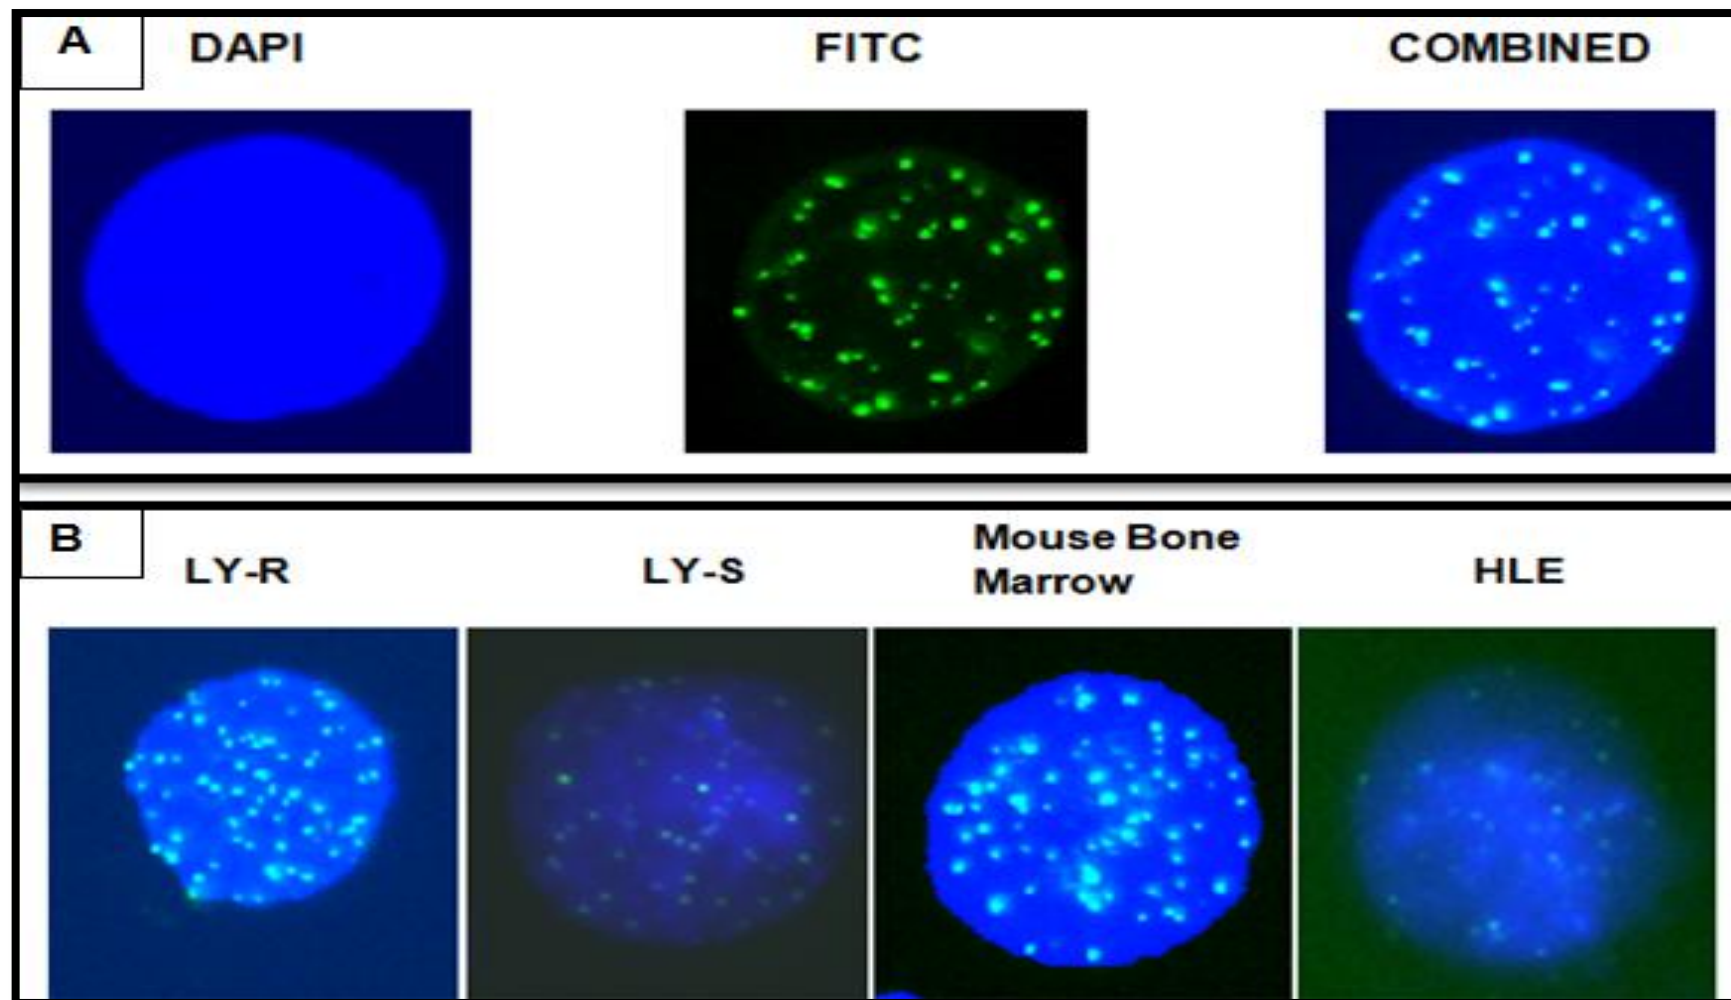 A
DAPI
FITC
COMBINED
B
LY-R
LY-S
Mouse Bone
Marrow
HLE